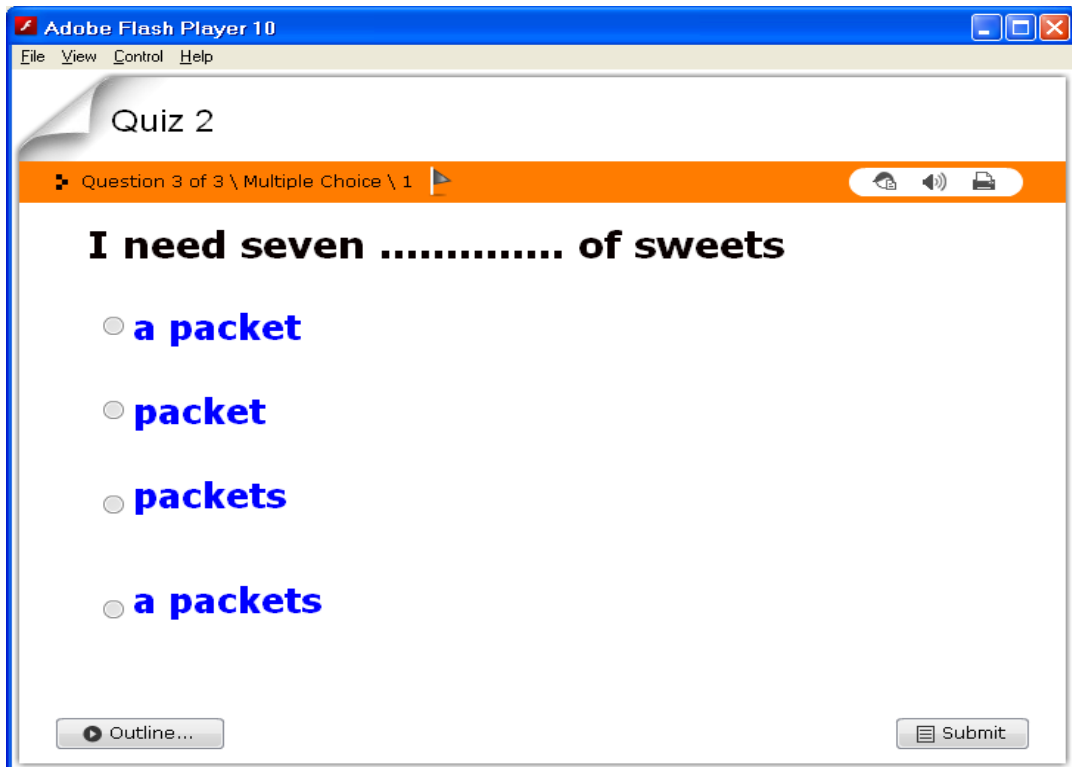 Adobe Flash Player 10
File View Control Help
Quiz 2
Question 3 of 3 \ Multiple Choice \ 1
I need seven .............. of sweets
a packet
packet
packets
a packets
Outline...
Submit